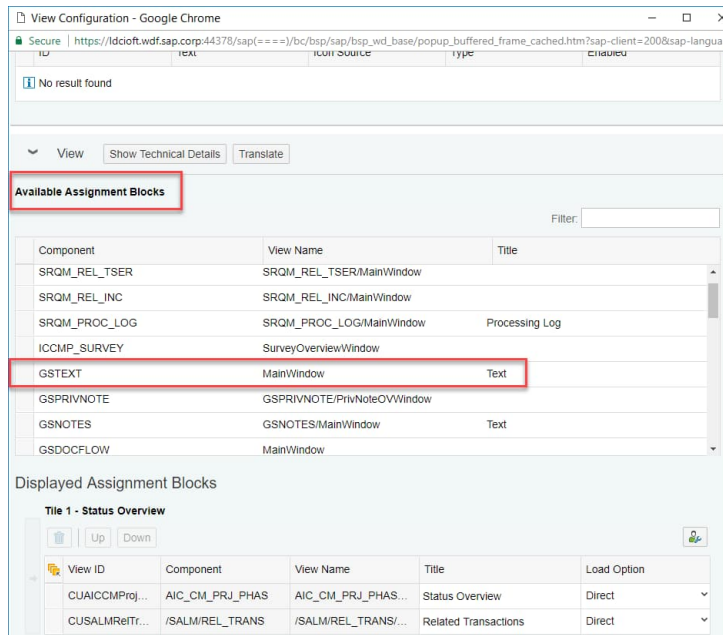 View Configuration - Google Chrome
Secure | https://ldcioft.wdf.sap.corp:44378/sap(====)/bc/bsp/sap/bsp_wd_base/popup_buffered_frame_cached.htm?sap-client=200&sap-langua
ID Text Icon Source Type Enabled
No result found
View Show Technical Details Translate
Available Assignment Blocks
Filter:
Component View Name Title
SRQM_REL_TSER SRQM_REL_TSER/MainWindow
SRQM_REL_INC SRQM_REL_INC/MainWindow
SRQM_PROC_LOG SRQM_PROC_LOG/MainWindow Processing Log
ICCMP_SURVEY SurveyOverviewWindow
GSTEXT MainWindow Text
GSPRIVNOTE GSPRIVNOTE/PrivNoteOVWindow
GSNOTES GSNOTES/MainWindow Text
GSDOCFLOW MainWindow
Displayed Assignment Blocks
Tile 1 - Status Overview
Up Down
View ID Component View Name Title Load Option
CUAICCMProj... AIC_CM_PRJ_PHAS AIC_CM_PRJ_PHAS... Status Overview Direct
CUSALMRelTr... /SALM/REL_TRANS /SALM/REL_TRANS/... Related Transactions Direct